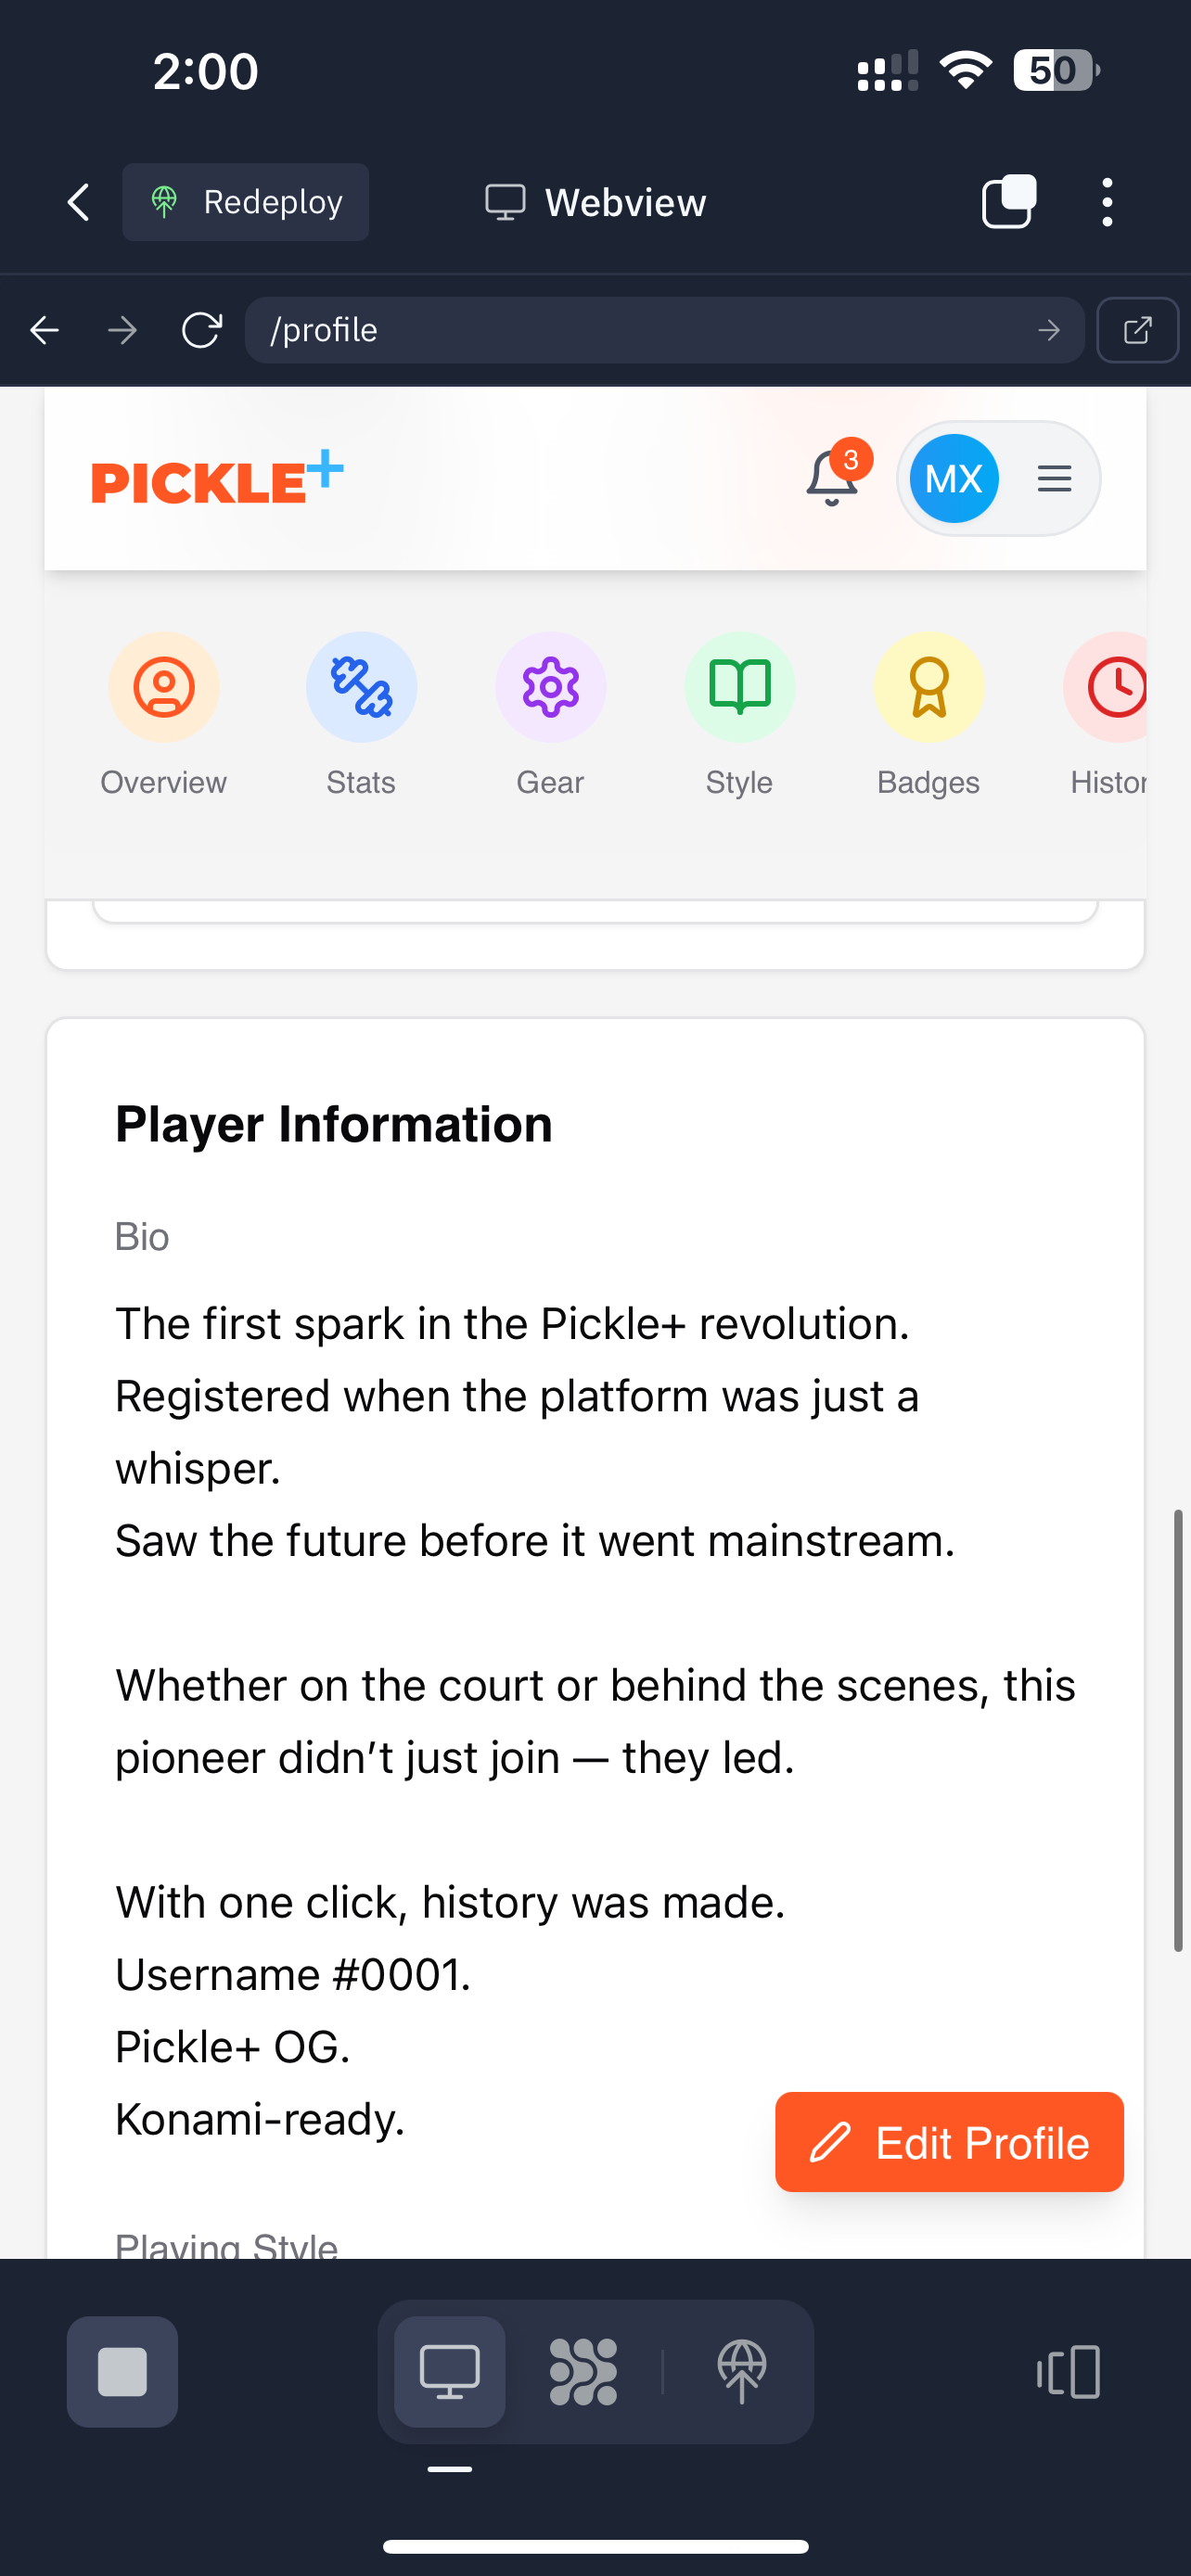 2:00
50
Redeploy
Webview
/profile
PICKLE+
3
MX
Overview
Stats
Gear
Style
Badges
Histor
Player Information
Bio
The first spark in the Pickle+ revolution.
Registered when the platform was just a
whisper.
Saw the future before it went mainstream.
Whether on the court or behind the scenes, this
pioneer didn’t just join — they led.
With one click, history was made.
Username #0001.
Pickle+ OG.
Konami-ready.
Edit Profile
Playing Style